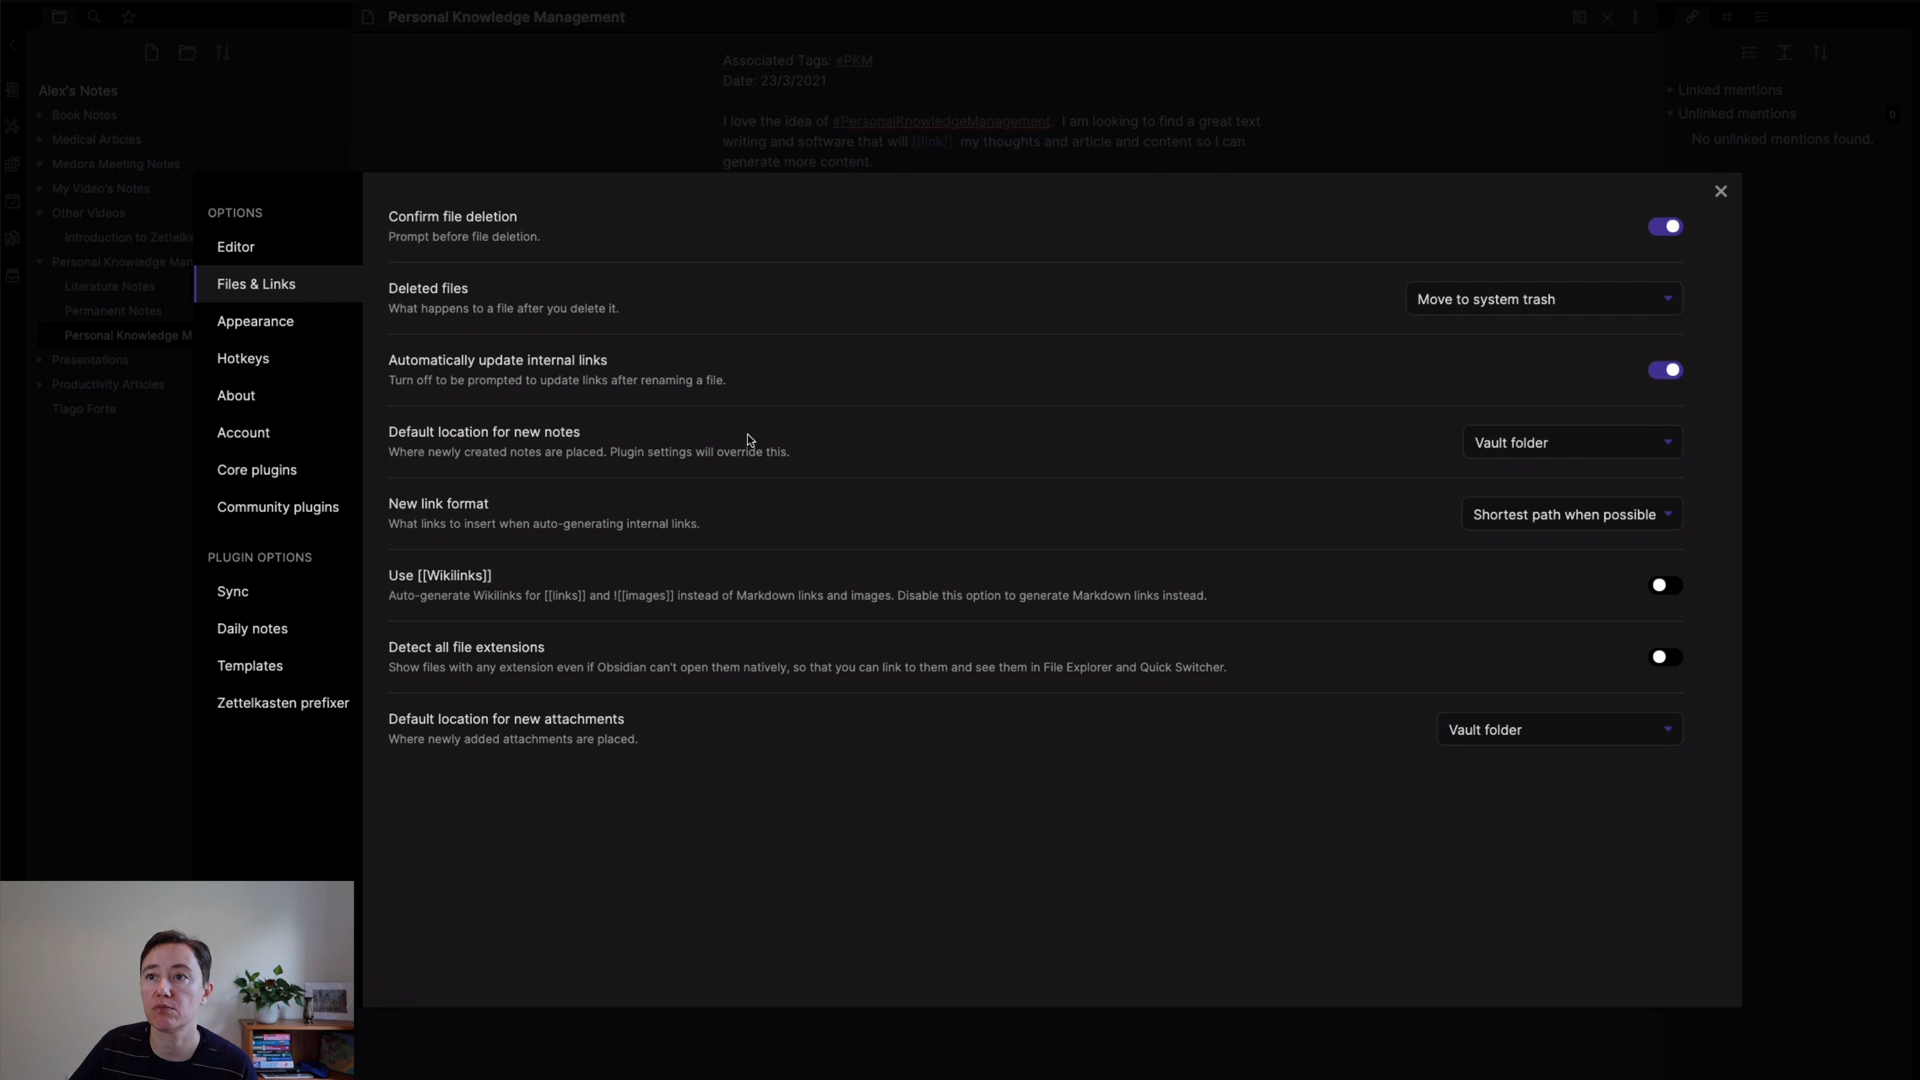 Personal Knowledge Management
Associated Tags: #PKM
Date: 23/3/2021
I love the idea of #PersonalKnowledgeManagement. I am looking to find a great text
writing and software that will [[link]] my thoughts and article and content so I can
generate more content.
Alex's Notes
Book Notes
Medical Articles
Medora Meeting Notes
My Video's Notes
Other Videos
Introduction to Zettelka
Personal Knowledge Man
Literature Notes
Permanent Notes
Personal Knowledge M
Presentations
Productivity Articles
Tiago Forte
Linked mentions
Unlinked mentions 0
No unlinked mentions found.
OPTIONS
Editor
Files & Links
Appearance
Hotkeys
About
Account
Core plugins
Community plugins
PLUGIN OPTIONS
Sync
Daily notes
Templates
Zettelkasten prefixer
Confirm file deletion
Prompt before file deletion.
Deleted files
What happens to a file after you delete it.
Move to system trash
Automatically update internal links
Turn off to be prompted to update links after renaming a file.
Default location for new notes
Where newly created notes are placed. Plugin settings will override this.
Vault folder
New link format
What links to insert when auto-generating internal links.
Shortest path when possible
Use [[Wikilinks]]
Auto-generate Wikilinks for [[links]] and ![[images]] instead of Markdown links and images. Disable this option to generate Markdown links instead.
Detect all file extensions
Show files with any extension even if Obsidian can't open them natively, so that you can link to them and see them in File Explorer and Quick Switcher.
Default location for new attachments
Where newly added attachments are placed.
Vault folder